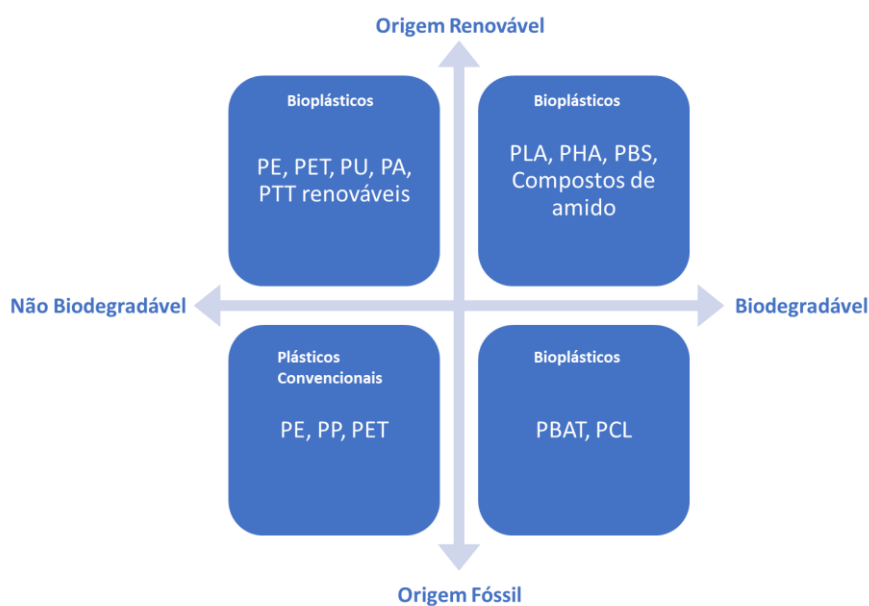 Origem Renovável
Bioplásticos
PE, PET, PU, PA,
PTT renováveis
Bioplásticos
PLA, PHA, PBS,
Compostos de
amido
Não Biodegradável
Biodegradável
Plásticos
Convencionais
PE, PP, PET
Bioplásticos
PBAT, PCL
Origem Fóssil